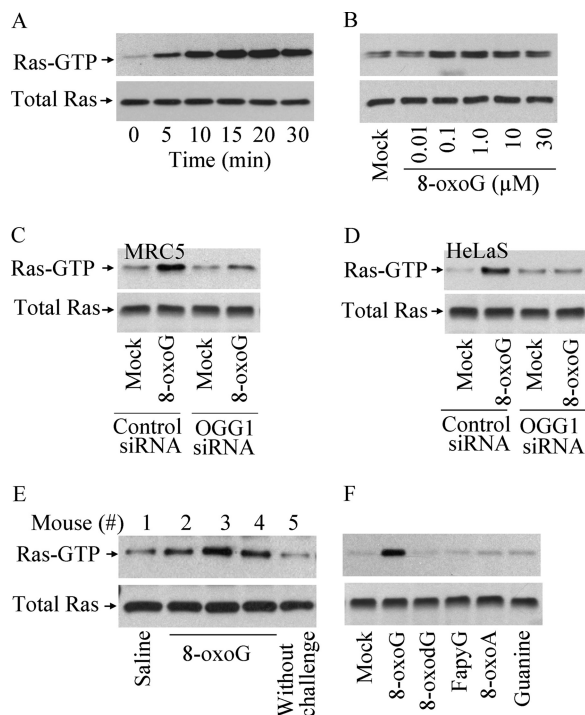 A
Ras-GTP
Total Ras
0 5 10 15 20 30
Time (min)
B
Mock 0.01 0.1 1.0 10 30
8-oxoG (µM)
C
MRC5
Ras-GTP
Total Ras
Mock 8-oxoG Mock 8-oxoG
Control siRNA OGG1 siRNA
D
HeLaS
Ras-GTP
Total Ras
Mock 8-oxoG Mock 8-oxoG
Control siRNA OGG1 siRNA
E
Mouse (#) 1 2 3 4 5
Ras-GTP
Total Ras
Saline 8-oxoG Without challenge
F
Mock 8-oxoG 8-oxodG FapyG 8-oxoA Guanine